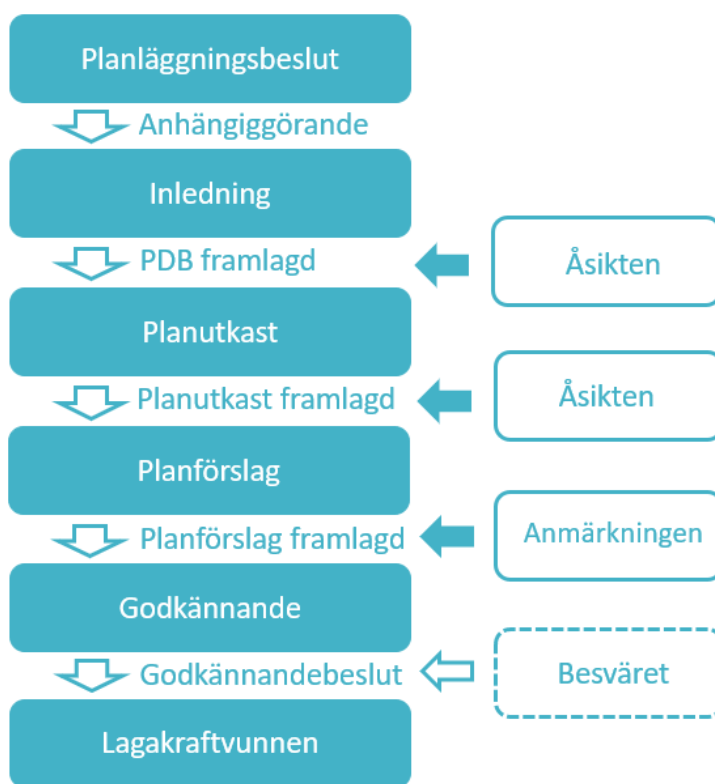 Planläggningsbeslut
Anhängiggörande
Inledning
PDB framlagd
Åsikten
Planutkast
Planutkast framlagd
Åsikten
Planförslag
Planförslag framlagd
Anmärkningen
Godkännande
Godkännandebeslut
Besväret
Lagakraftvunnen